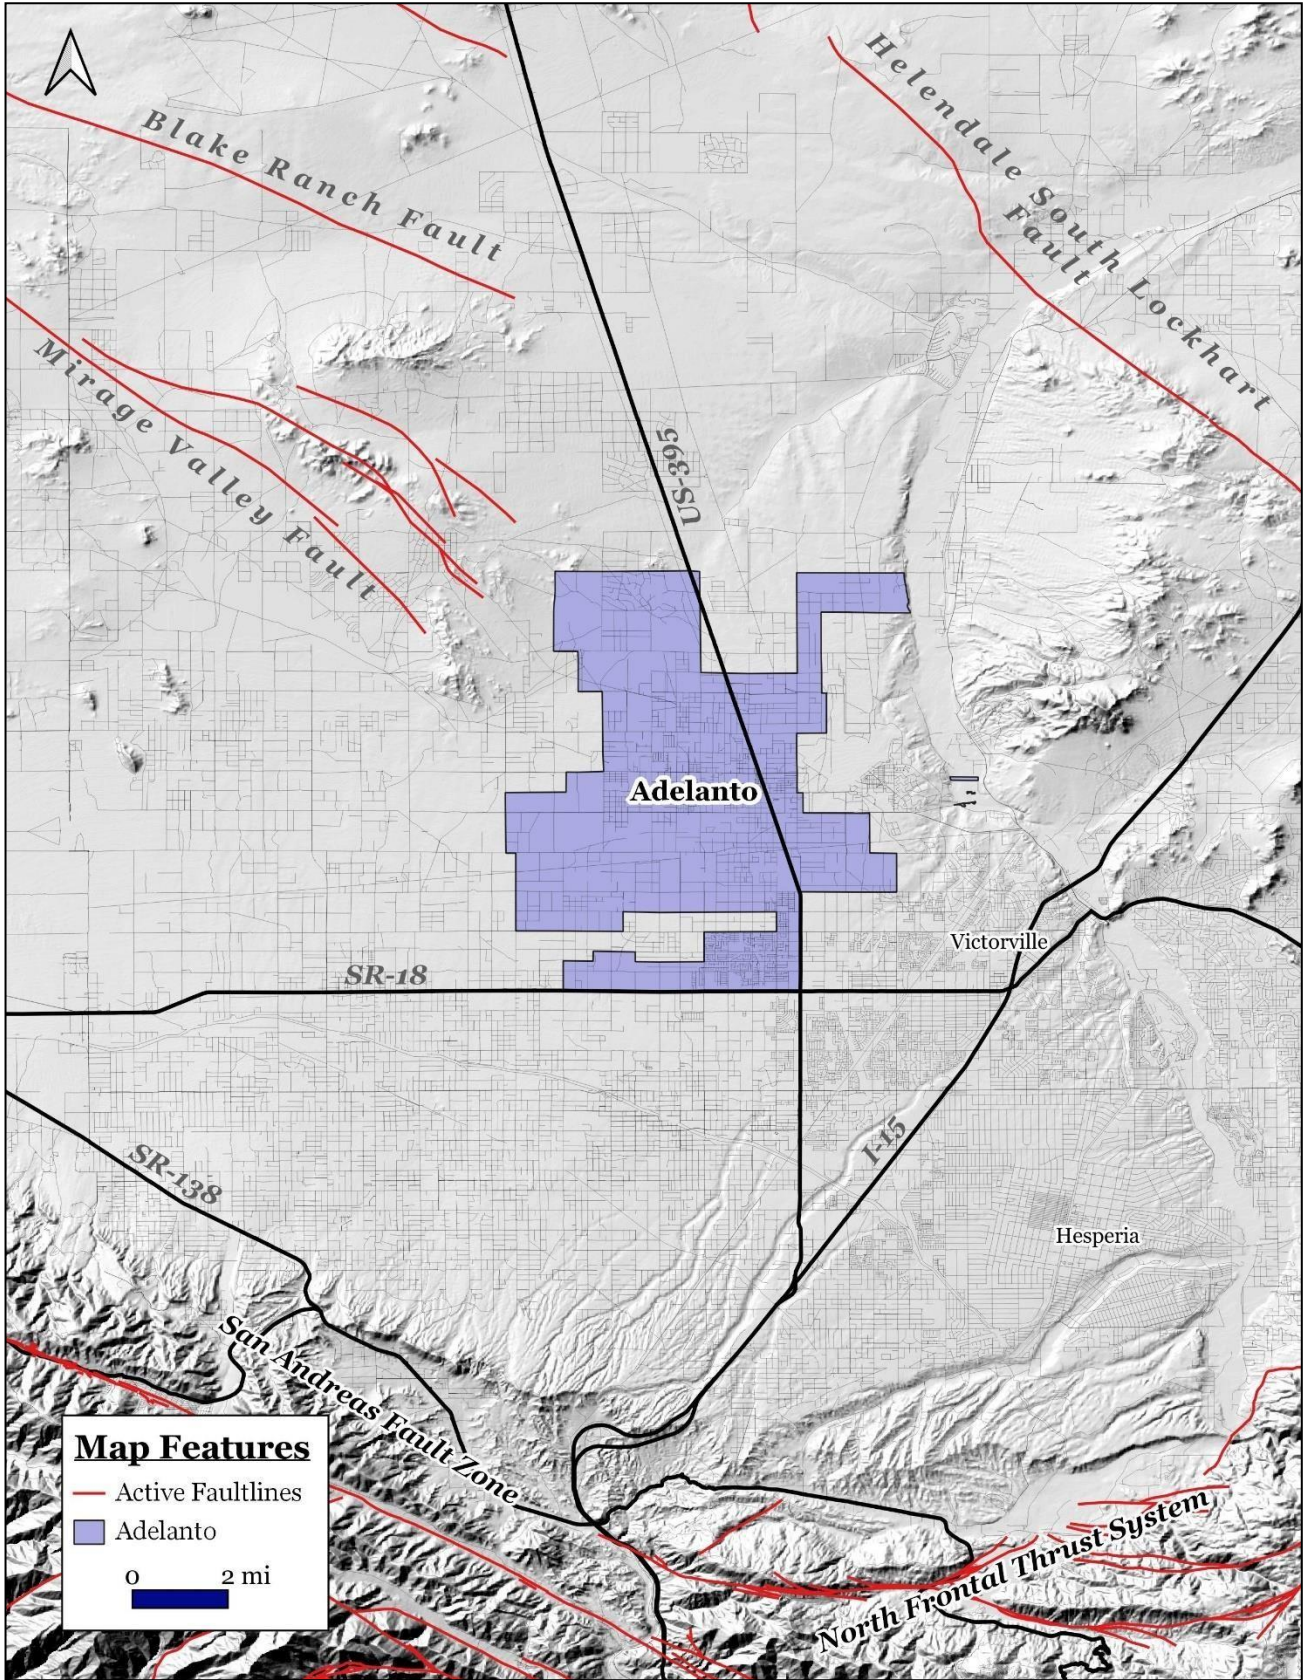 Helendale South Lockhart
Fault
Blake Ranch Fault
Mirage Valley Fault
US-395
Adelanto
Victorville
SR-18
I-15
SR-138
Hesperia
San Andreas Fault Zone
North Frontal Thrust System
Map Features
Active Faultlines
Adelanto
0 2 mi